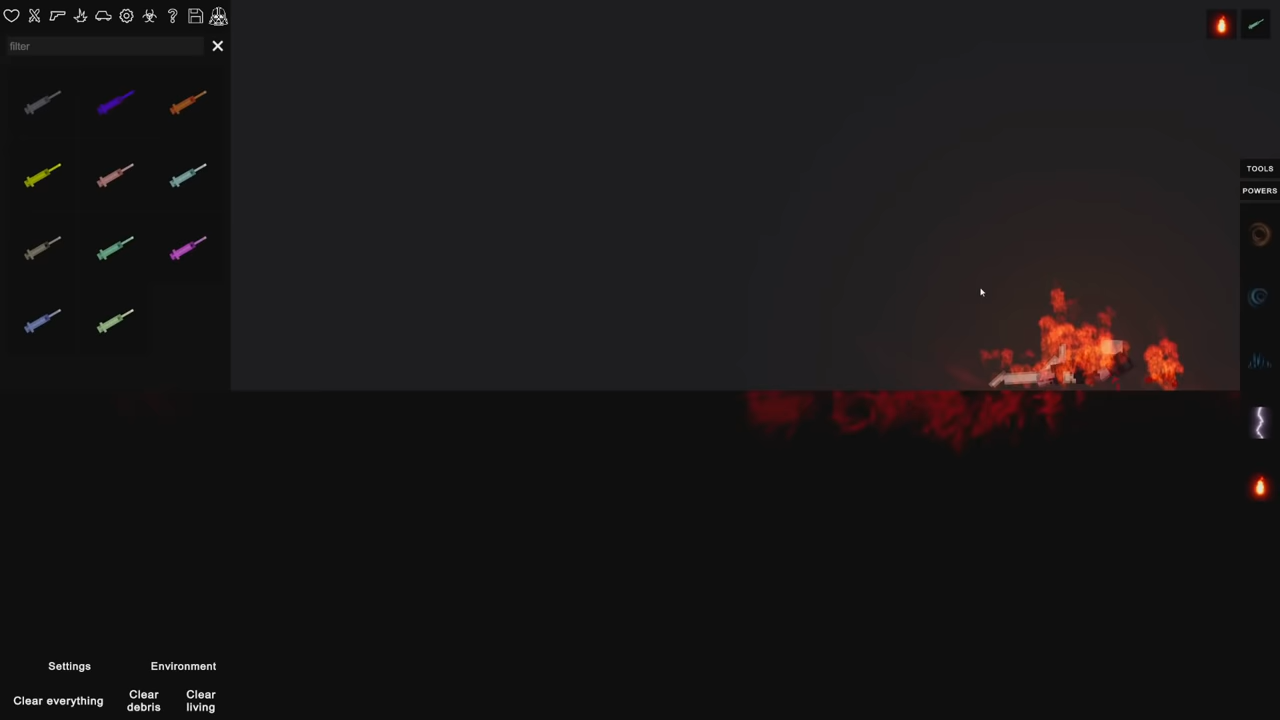 filter
TOOLS
POWERS
Settings
Environment
Clear everything
Clear
debris
Clear
living